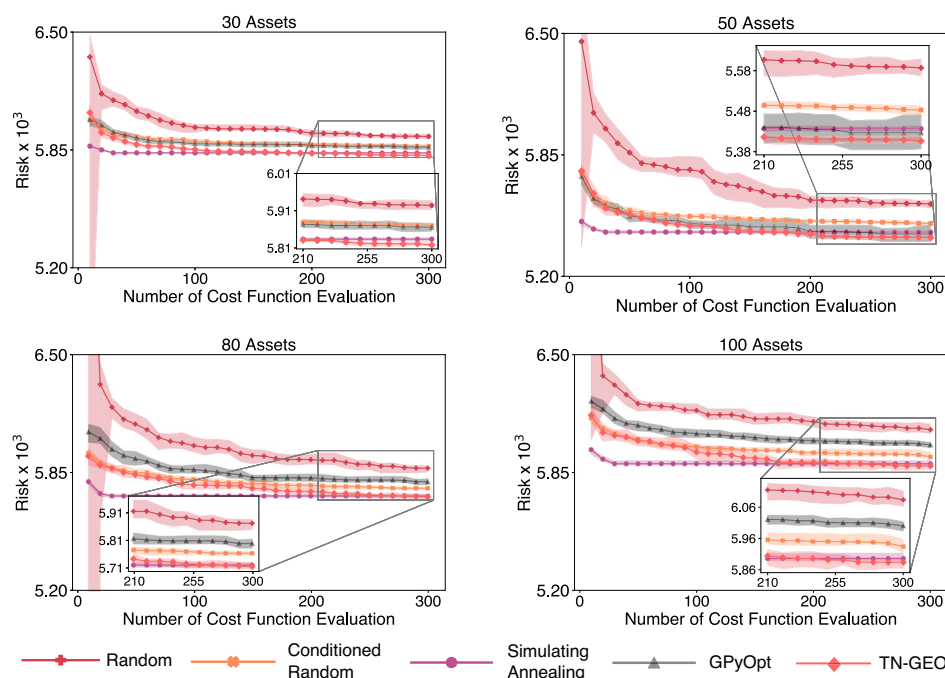 30 Assets
6.50
5.85
5.20
Risk x 10³
6.01
5.91
5.81
210 255 300
100 200 300
Number of Cost Function Evaluation
50 Assets
6.50
5.85
5.20
Risk x 10³
5.58
5.48
5.38
210 255 300
0 100 200 300
Number of Cost Function Evaluation
80 Assets
6.50
5.85
5.20
Risk x 10³
5.91
5.81
5.71
210 255 300
0 100 200 300
Number of Cost Function Evaluation
100 Assets
6.50
5.85
5.20
Risk x 10³
6.06
5.96
5.86
210 255 300
0 100 200 300
Number of Cost Function Evaluation
Random
Conditioned
Random
Simulating
Annealing
GPyOpt
TN-GEO